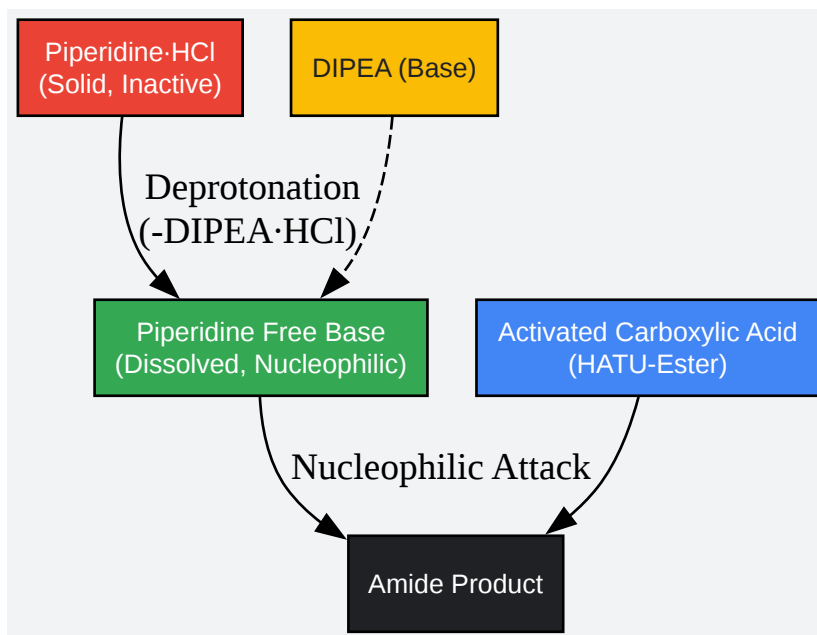 Piperidine·HCl
(Solid, Inactive)
DIPEA (Base)
Deprotonation
(-DIPEA·HCl)
Piperidine Free Base
(Dissolved, Nucleophilic)
Activated Carboxylic Acid
(HATU-Ester)
Nucleophilic Attack
Amide Product